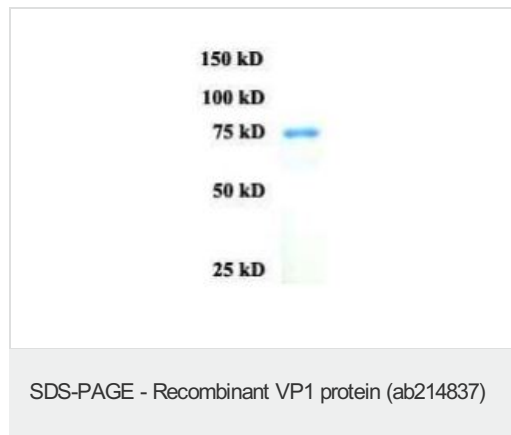 150 kD
100 kD
75 kD
50 kD
25 kD
SDS-PAGE - Recombinant VP1 protein (ab214837)